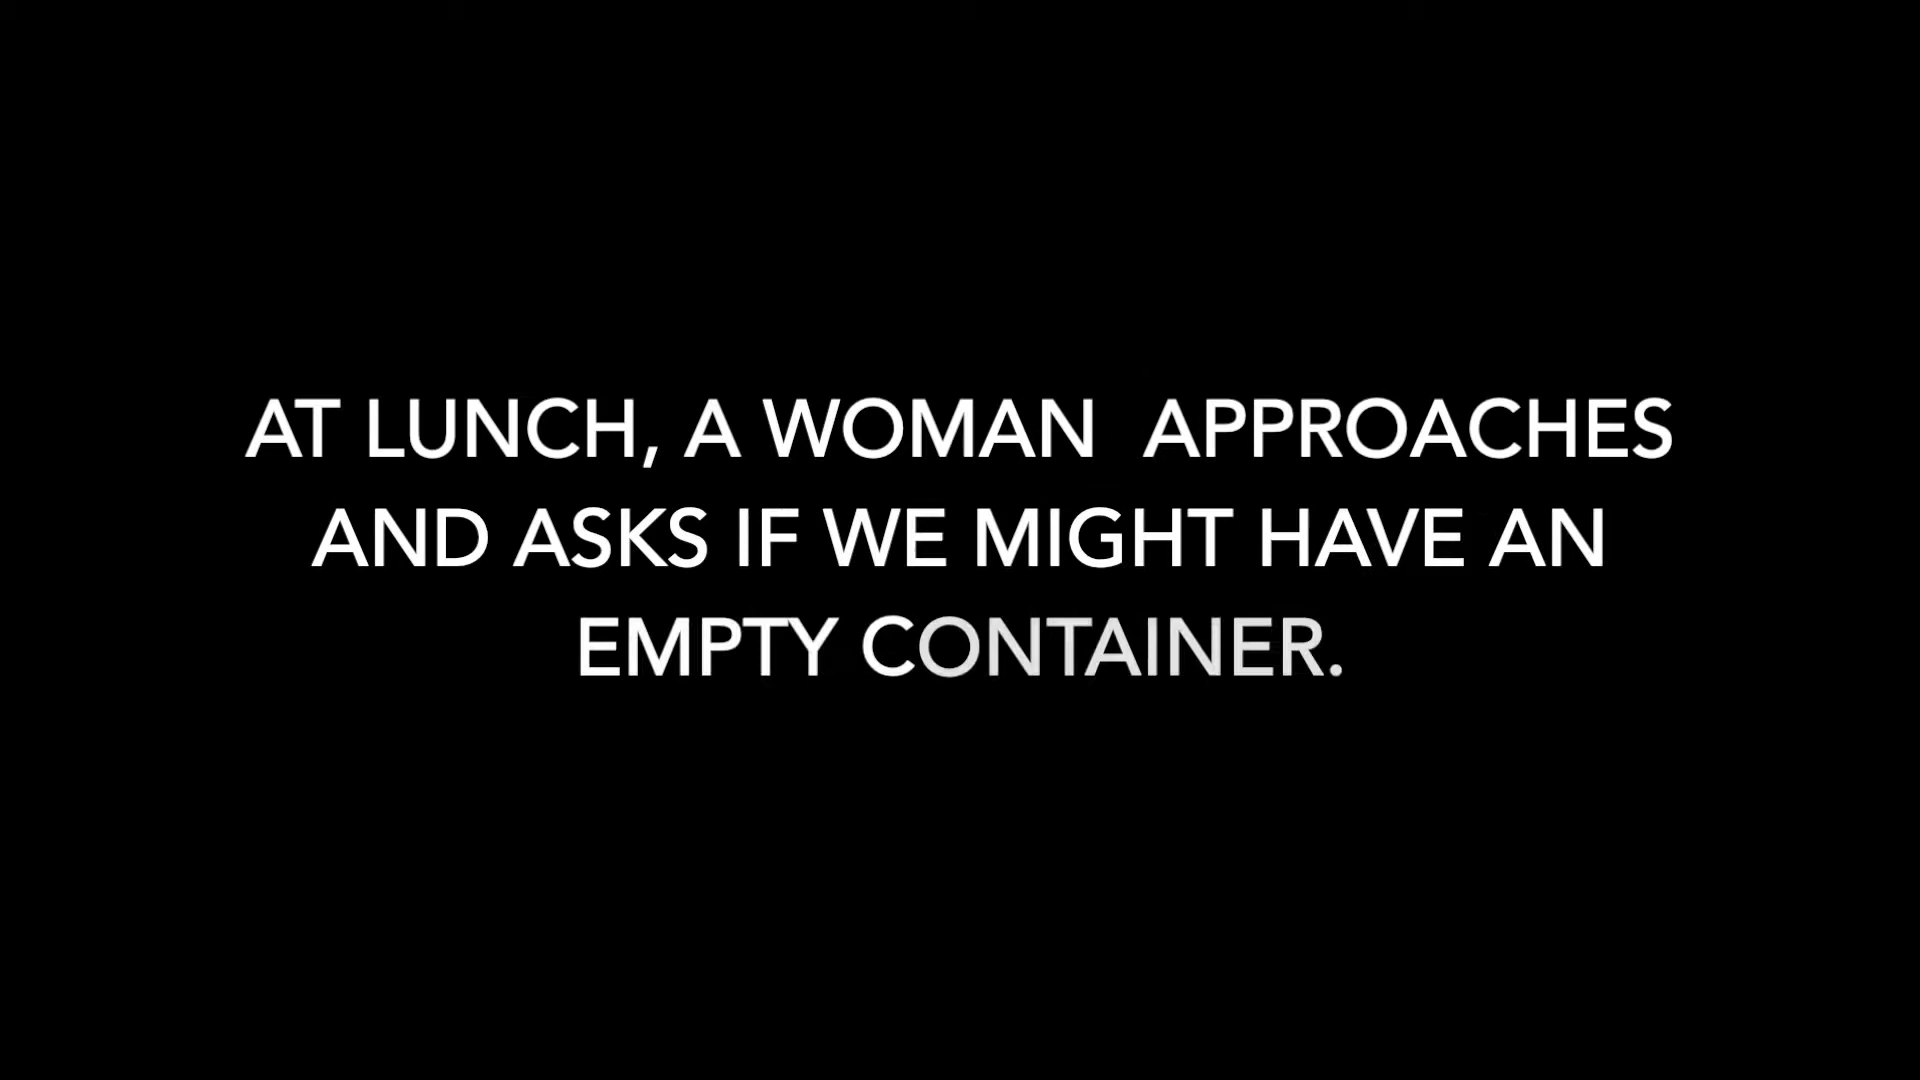 AT LUNCH, A WOMAN  APPROACHES
AND ASKS IF WE MIGHT HAVE AN
EMPTY CONTAINER.